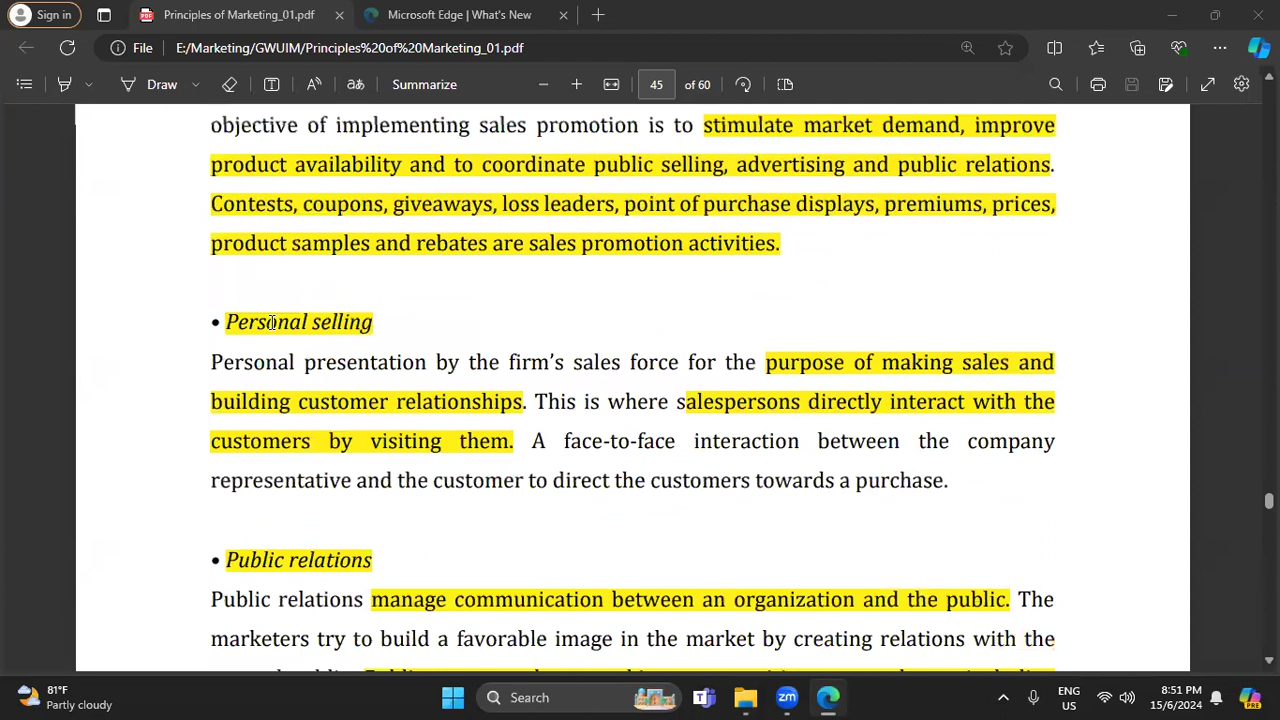 Sign in
Principles of Marketing_01.pdf
Microsoft Edge | What's New
File
E:/Marketing/GWUIM/Principles%20of%20Marketing_01.pdf
Draw
Summarize
45 of 60
objective of implementing sales promotion is to stimulate market demand, improve
product availability and to coordinate public selling, advertising and public relations.
Contests, coupons, giveaways, loss leaders, point of purchase displays, premiums, prices,
product samples and rebates are sales promotion activities.
• Personal selling
Personal presentation by the firm's sales force for the purpose of making sales and
building customer relationships. This is where salespersons directly interact with the
customers by visiting them. A face-to-face interaction between the company
representative and the customer to direct the customers towards a purchase.
• Public relations
Public relations manage communication between an organization and the public. The
marketers try to build a favorable image in the market by creating relations with the
81°F
Partly cloudy
Search
ENG
US
8:51 PM
15/6/2024